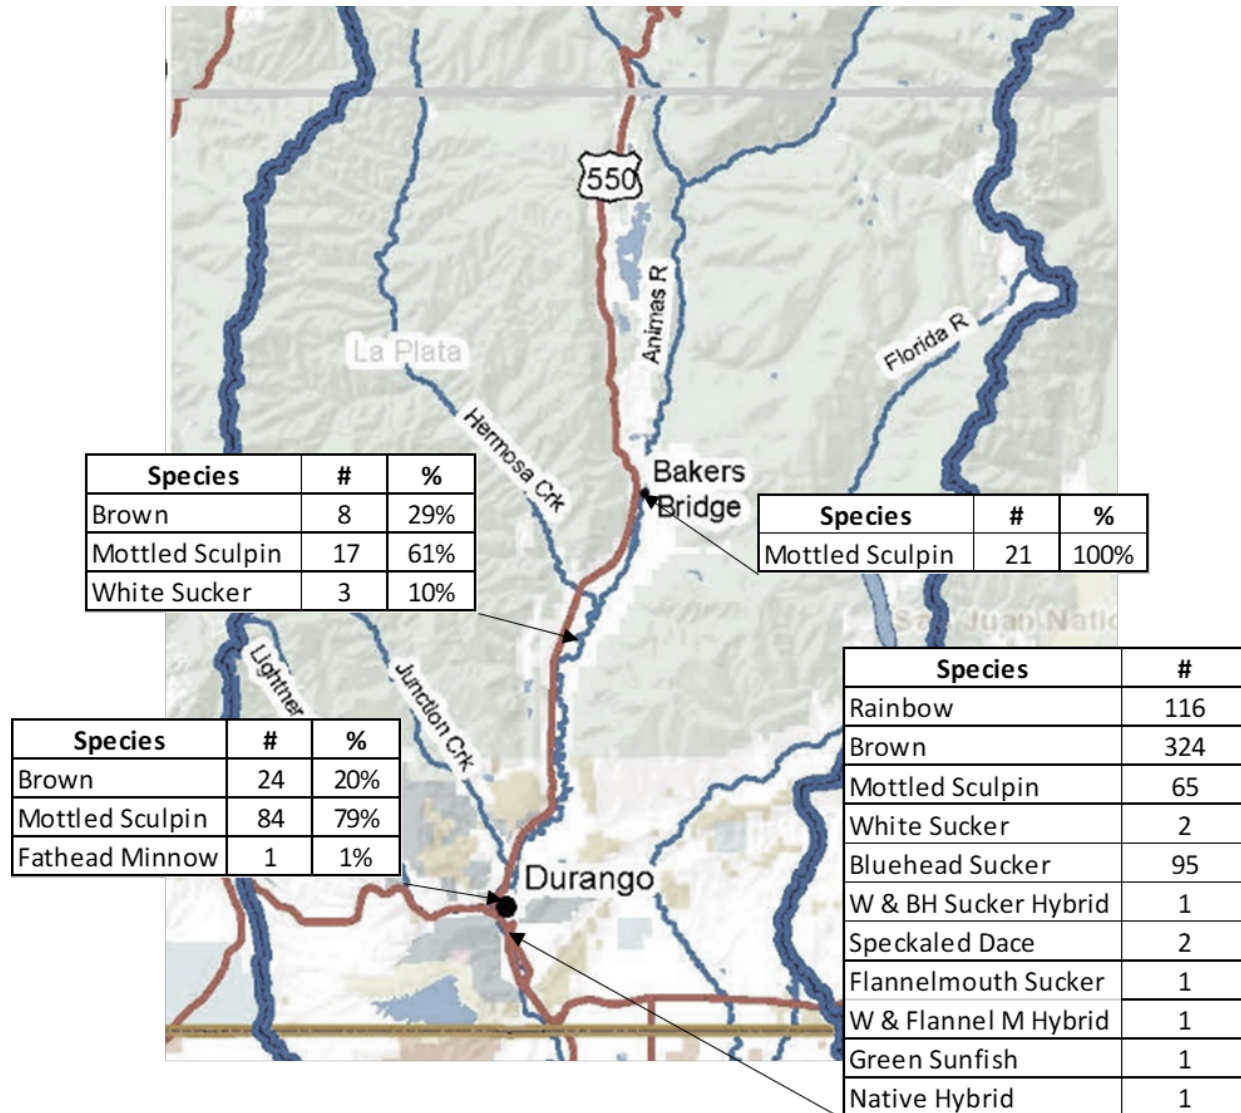 550
Animas R
Florida R
La Plata
Hermosa Crk
Bakers
Bridge
Species # %
Brown 8 29%
Mottled Sculpin 17 61%
White Sucker 3 10%
Species # %
Mottled Sculpin 21 100%
San Juan Natio
Lightner
Junction Crk
Species # %
Brown 24 20%
Mottled Sculpin 84 79%
Fathead Minnow 1 1%
Durango
Species #
Rainbow 116
Brown 324
Mottled Sculpin 65
White Sucker 2
Bluehead Sucker 95
W & BH Sucker Hybrid 1
Speckaled Dace 2
Flannelmouth Sucker 1
W & Flannel M Hybrid 1
Green Sunfish 1
Native Hybrid 1